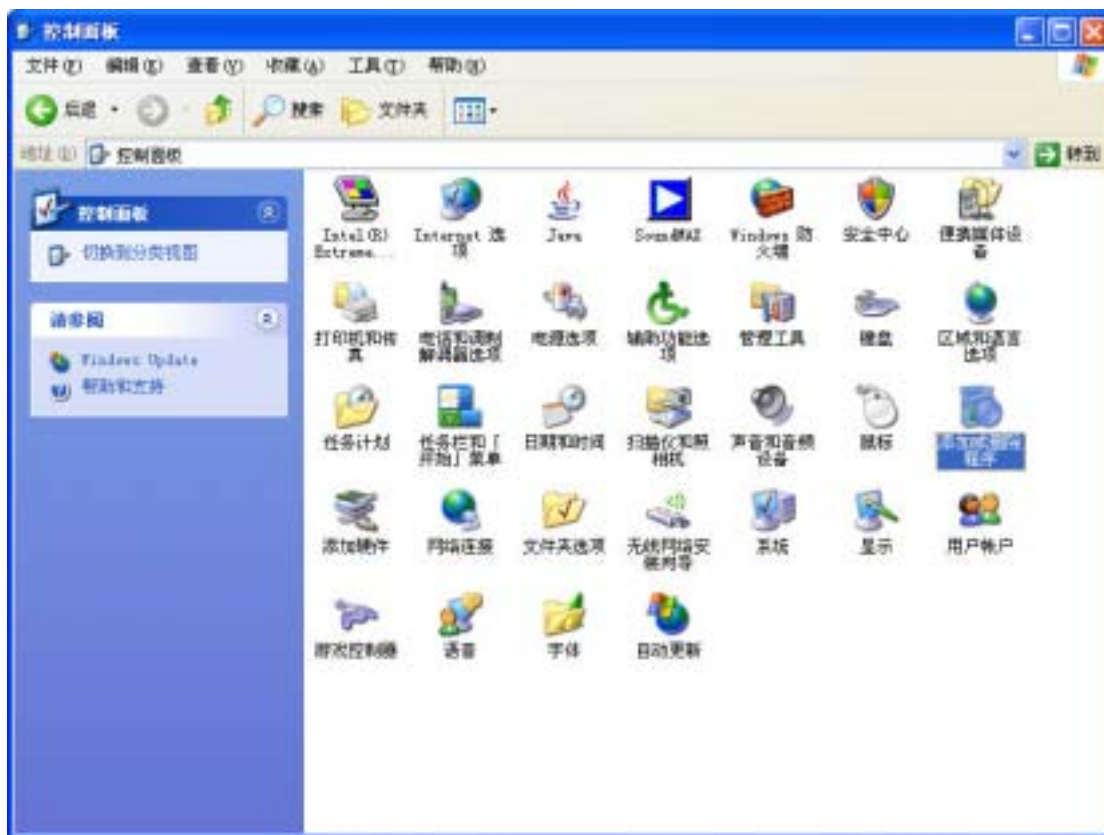 控制面板
文件(F) 编辑(E) 查看(V) 收藏(A) 工具(T) 帮助(H)
后退 搜索 文件夹
地址(D) 控制面板 转到
控制面板
切换到分类视图
请参阅
Windows Update
帮助和支持
Intel(R) Internet 选 Java SoundMAX Windows 防 安全中心 便携媒体设
Extreme... 项 火墙 备
打印机和传 电话和调制 电源选项 辅助功能选 管理工具 键盘 区域和语言
真 解调器选项 项 选项
任务计划 任务栏和「 日期和时间 扫描仪和照 声音和音频 鼠标 添加或删除
开始」菜单 相机 设备 程序
添加硬件 网络连接 文件夹选项 无线网络安 系统 显示 用户帐户
装向导
游戏控制器 语音 字体 自动更新